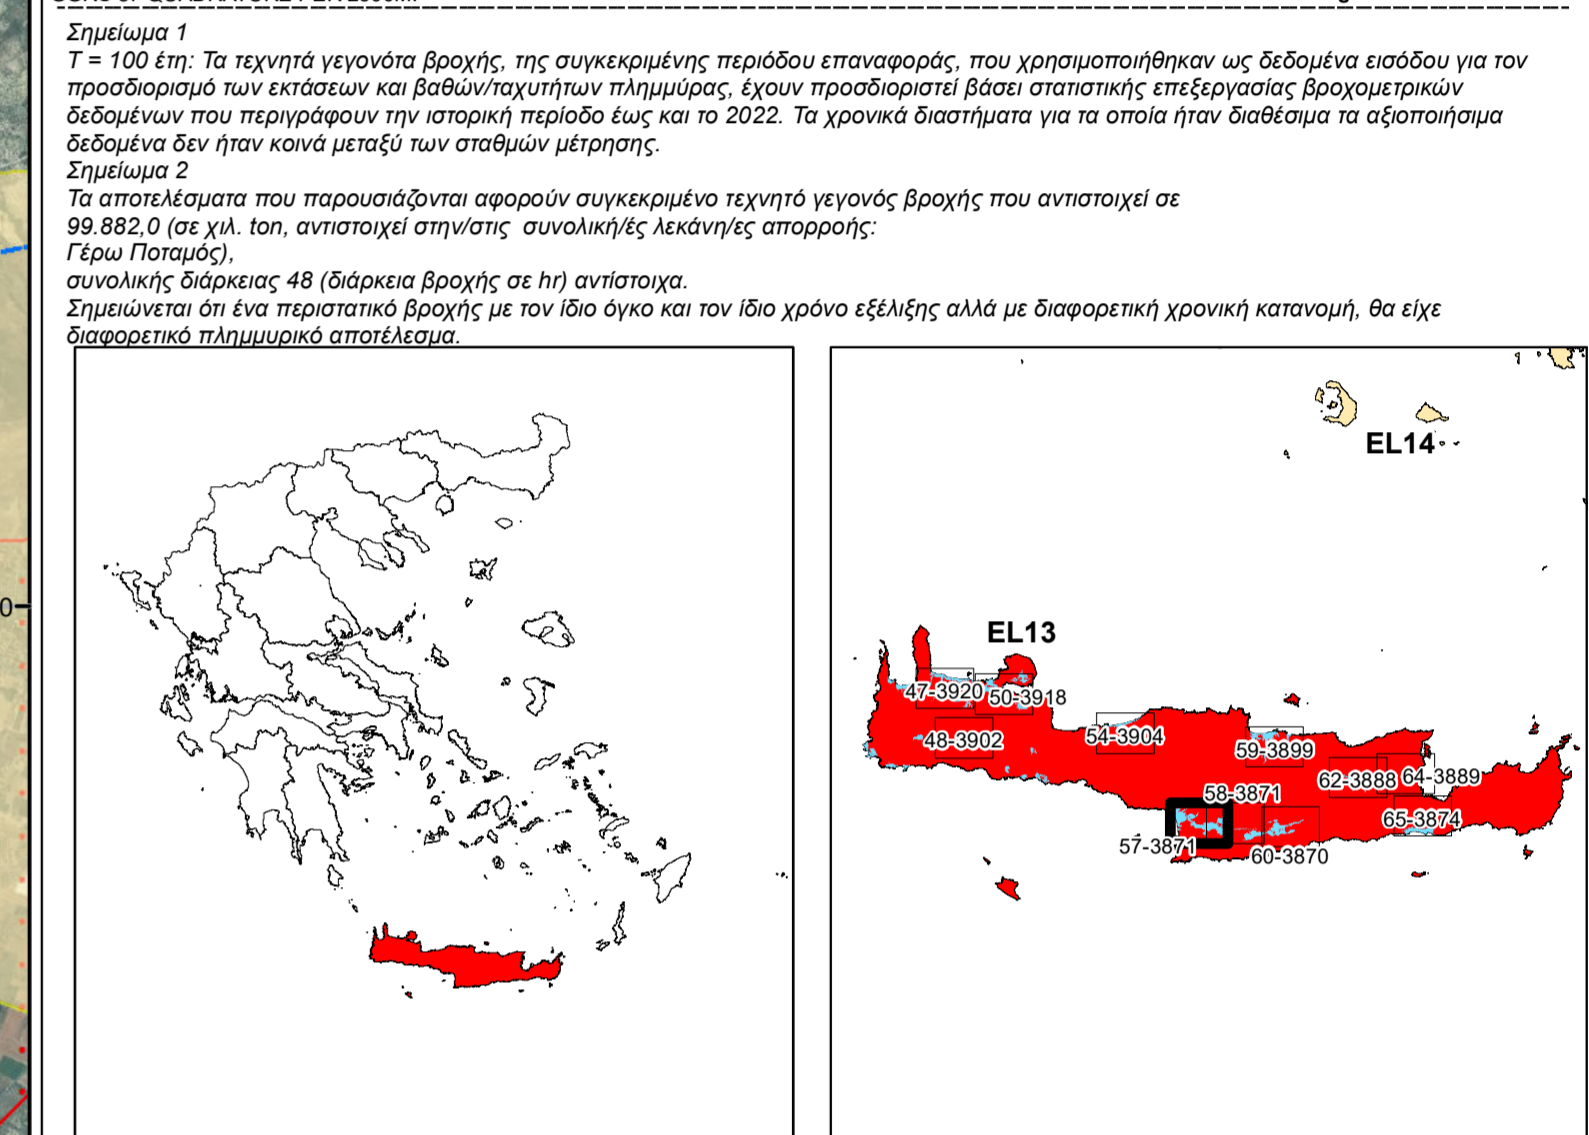 Σημείωμα 1
T = 100 έτη: Τα τεχνητά γεγονότα βροχής, της συγκεκριμένης περιόδου επαναφοράς, που χρησιμοποιήθηκαν ως δεδομένα εισόδου για τον
προσδιορισμό των εκτάσεων και βαθών/ταχυτήτων πλημμύρας, έχουν προσδιοριστεί βάσει στατιστικής επεξεργασίας βροχομετρικών
δεδομένων που περιγράφουν την ιστορική περίοδο έως και το 2022. Τα χρονικά διαστήματα για τα οποία ήταν διαθέσιμα τα αξιοποιήσιμα
δεδομένα δεν ήταν κοινά μεταξύ των σταθμών μέτρησης.
Σημείωμα 2
Τα αποτελέσματα που παρουσιάζονται αφορούν συγκεκριμένο τεχνητό γεγονός βροχής που αντιστοιχεί σε
99.882,0 (σε χιλ. ton, αντιστοιχεί στην/στις συνολική/ές λεκάνη/ες απορροής:
Γέρω Ποταμός),
συνολικής διάρκειας 48 (διάρκεια βροχής σε hr) αντίστοιχα.
Σημειώνεται ότι ένα περιστατικό βροχής με τον ίδιο όγκο και τον ίδιο χρόνο εξέλιξης αλλά με διαφορετική χρονική κατανομή, θα είχε
διαφορετικό πλημμυρικό αποτέλεσμα.
EL14
0
EL13
47-3920
50-3918
48-3902
54-3904
59-3899
62-3888
64-3889
58-3871
65-3874
57-3871
60-3870